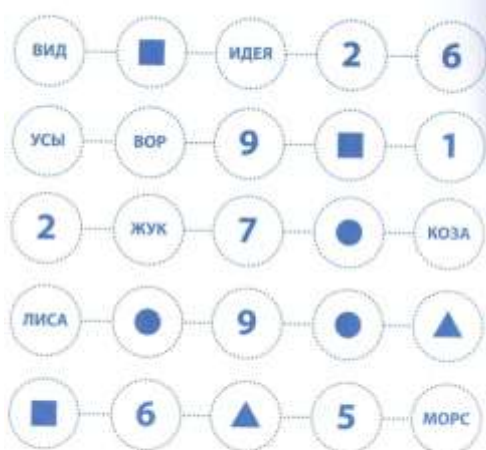 ВИД ИДЕЯ 2 6
УСЫ ВОР 9 1
2 ЖУК 7 КОЗА
ЛИСА 9
6 5 МОРС